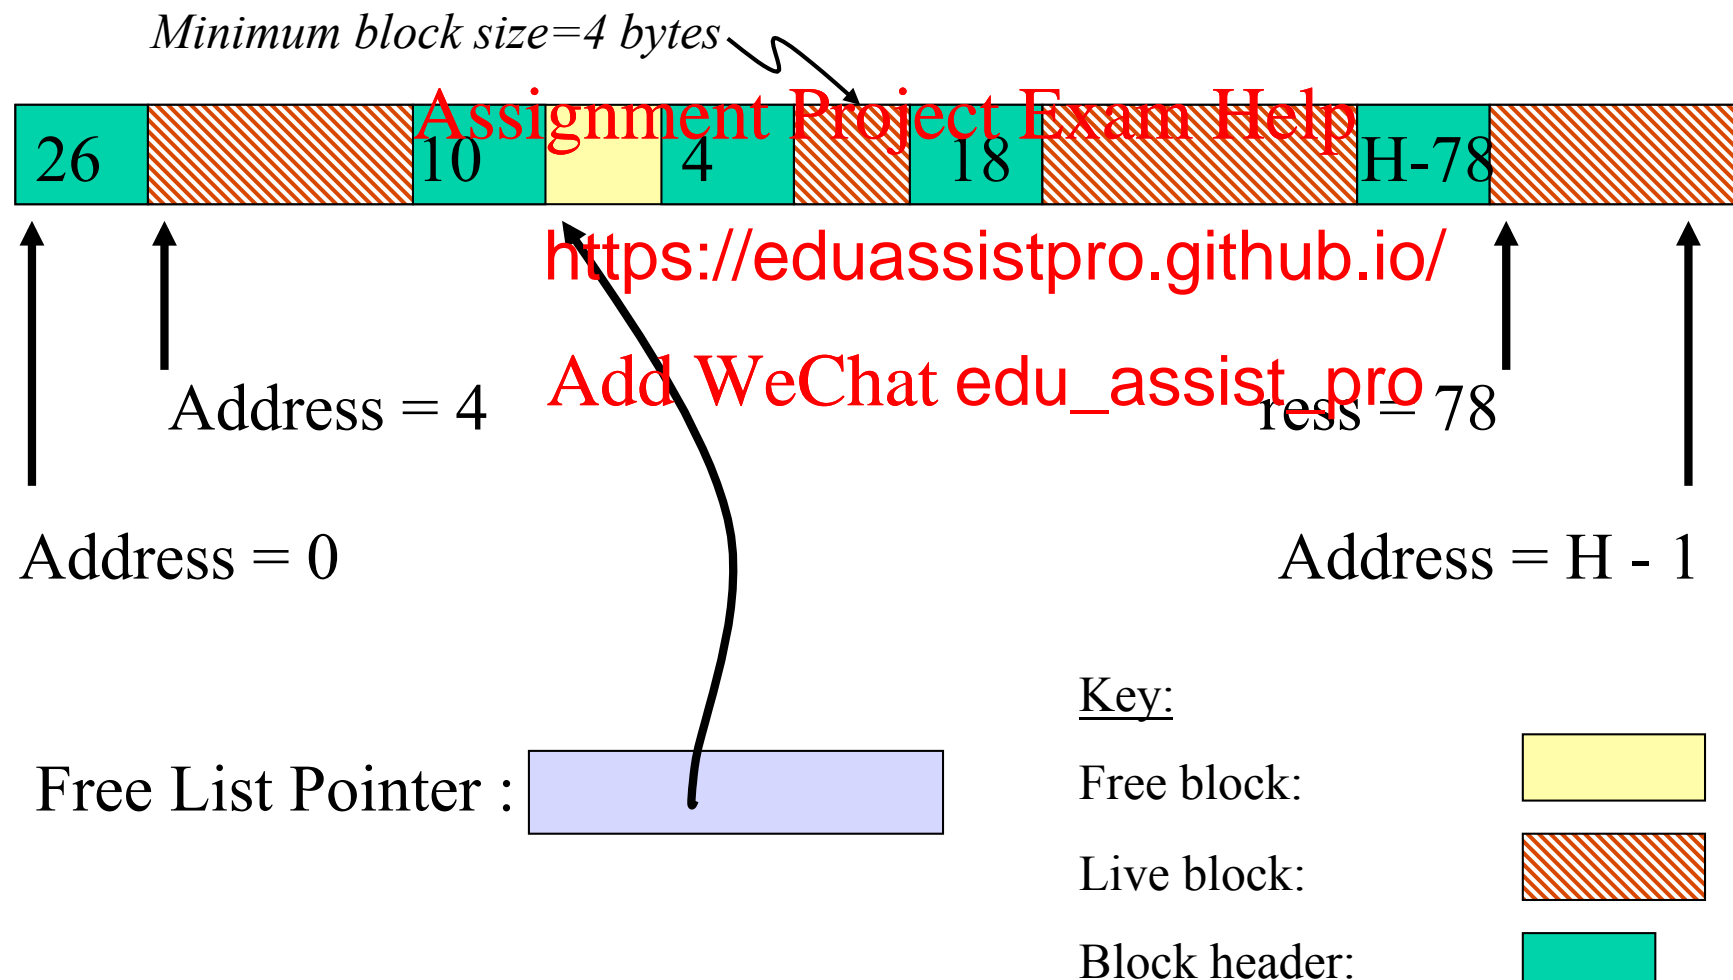 Minimum block size=4 bytes
Assignment Project Exam Help
26 10 4 18 H-78
https://eduassistpro.github.io/
Add WeChat edu_assist_pro
Address = 4
ress = 78
Address = 0
Address = H - 1
Key:
Free List Pointer :
Free block:
Live block:
Block header: